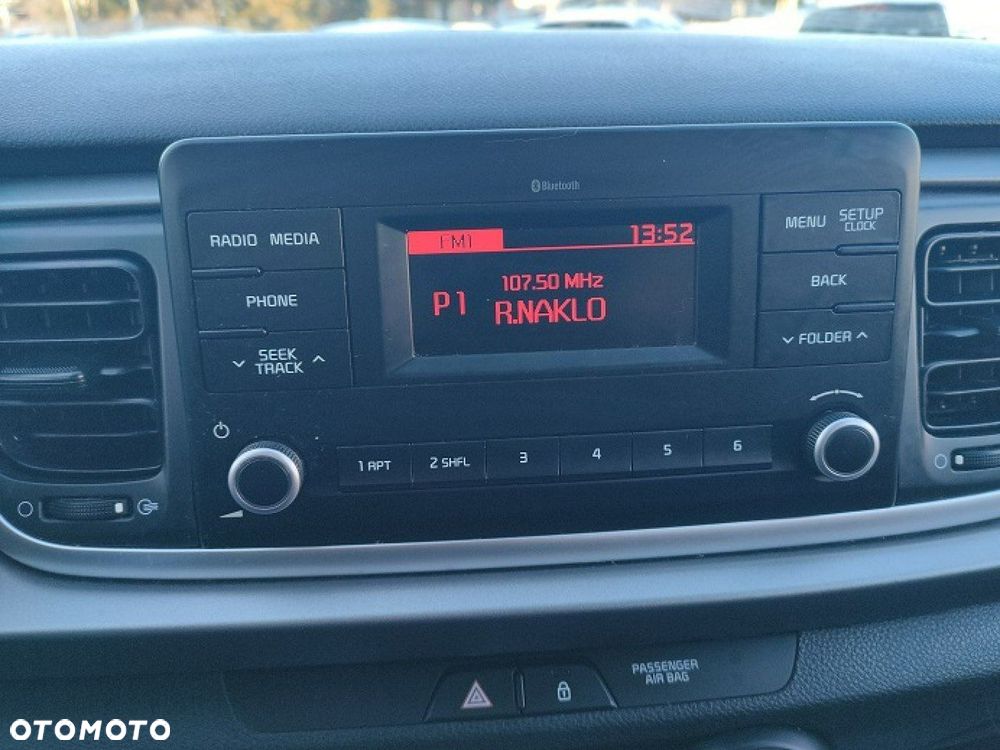 Bluetooth
RADIO MEDIA
PHONE
SEEK
TRACK
FM1 13:52
107.50 MHz
P1 R.NAKLO
MENU SETUP
CLOCK
BACK
FOLDER
1 RPT 2 SHFL 3 4 5 6
PASSENGER
AIR BAG
OTOMOTO